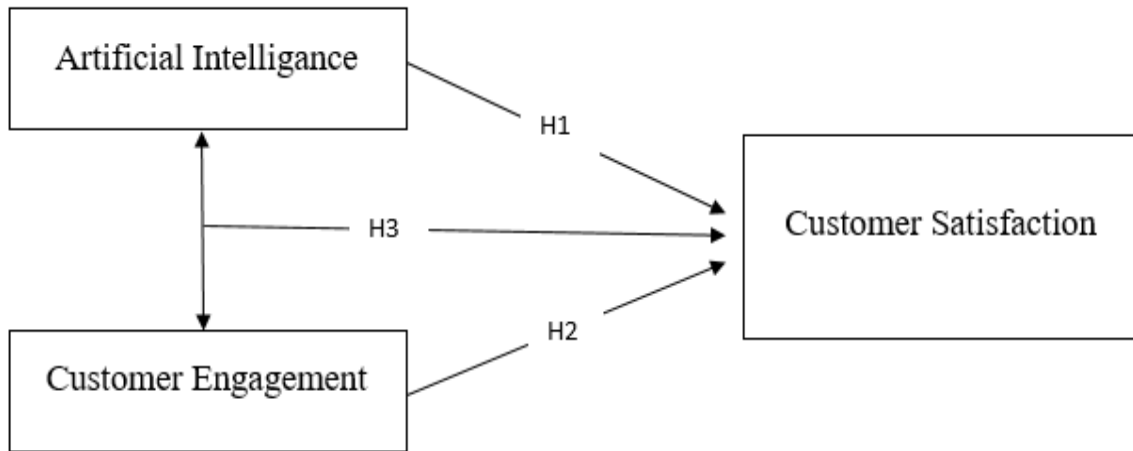 Artificial Intelligance
H1
Customer Satisfaction
H3
H2
Customer Engagement